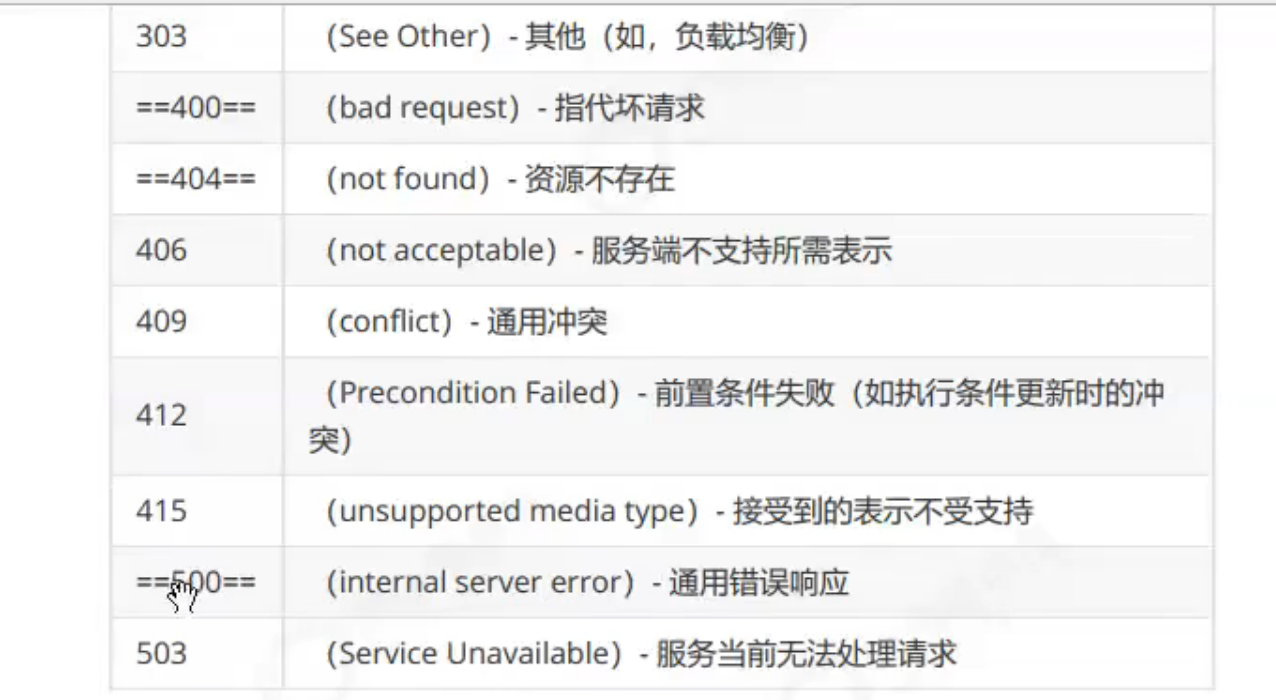 303 （See Other）- 其他（如，负载均衡）
==400== （bad request）- 指代坏请求
==404== （not found）- 资源不存在
406 （not acceptable）- 服务端不支持所需表示
409 （conflict）- 通用冲突
412 （Precondition Failed）- 前置条件失败（如执行条件更新时的冲
突）
415 （unsupported media type）- 接受到的表示不受支持
==500== （internal server error）- 通用错误响应
503 （Service Unavailable）- 服务当前无法处理请求